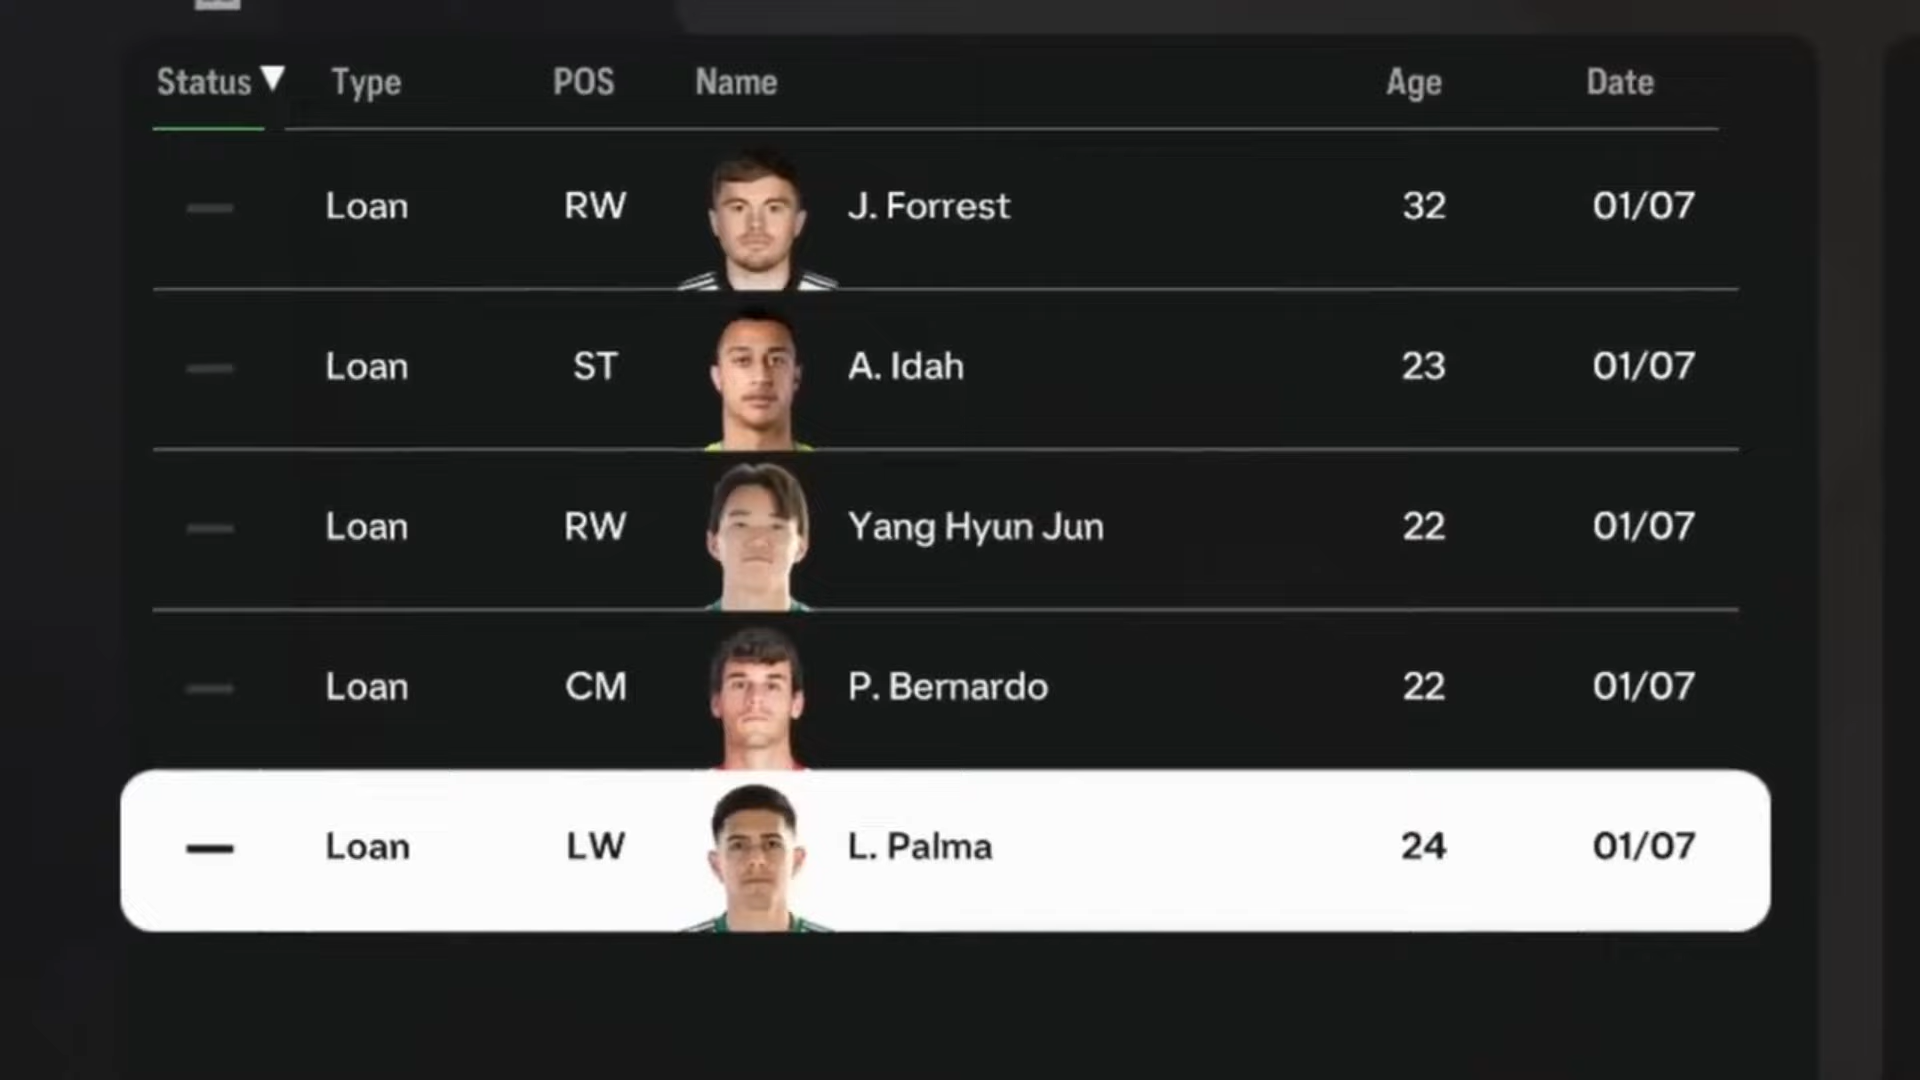 Status ▼ Type POS Name Age Date
Loan RW J. Forrest 32 01/07
Loan ST A. Idah 23 01/07
Loan RW Yang Hyun Jun 22 01/07
Loan CM P. Bernardo 22 01/07
Loan LW L. Palma 24 01/07